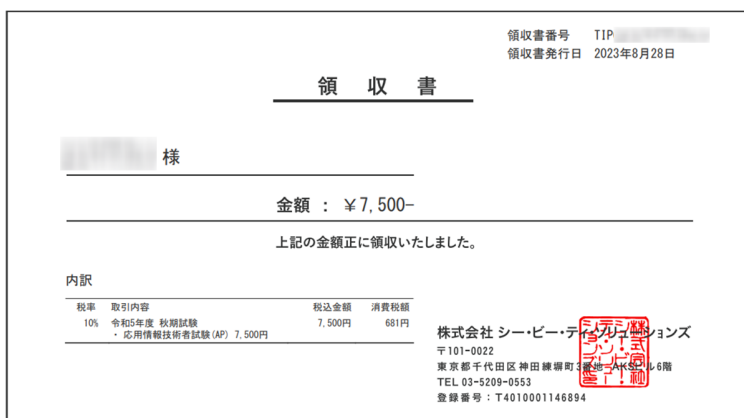 領収書番号 TIP
領収書発行日 2023年8月28日
領 収 書
様
金額 : ¥7,500-
上記の金額正に領収いたしました。
内訳
税率 取引内容 税込金額 消費税額
10% 令和5年度 秋期試験 7,500円 681円
・ 応用情報技術者試験(AP) 7,500円
株式会社 シー・ビー・ティ・ソリューションズ
〒101-0022
東京都千代田区神田練塀町3番地 AKSビル6階
TEL 03-5209-0553
登録番号:T4010001146894